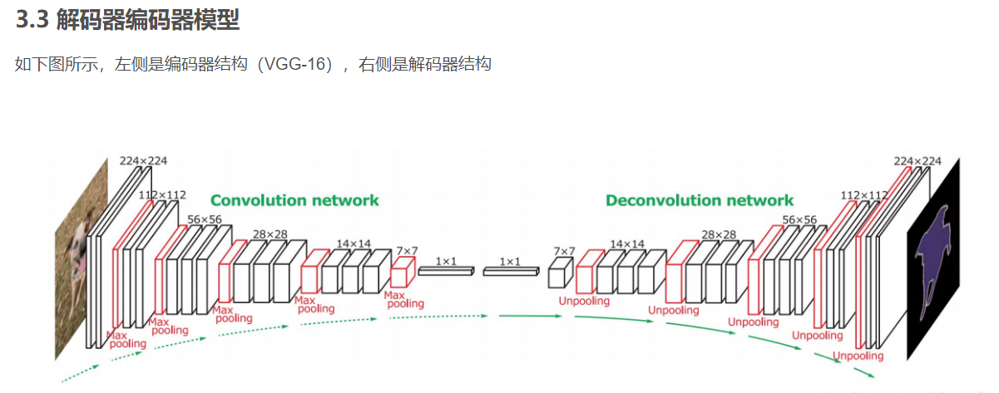 3.3 解码器编码器模型
如下图所示，左侧是编码器结构（VGG-16），右侧是解码器结构
224×224
112×112
56×56
28×28
14×14
7×7
1×1
1×1
7×7
14×14
28×28
56×56
112×112
224×224
Convolution network
Deconvolution network
Max
pooling
Max
pooling
Max
pooling
Max
pooling
Max
pooling
Unpooling
Unpooling
Unpooling
Unpooling
Unpooling